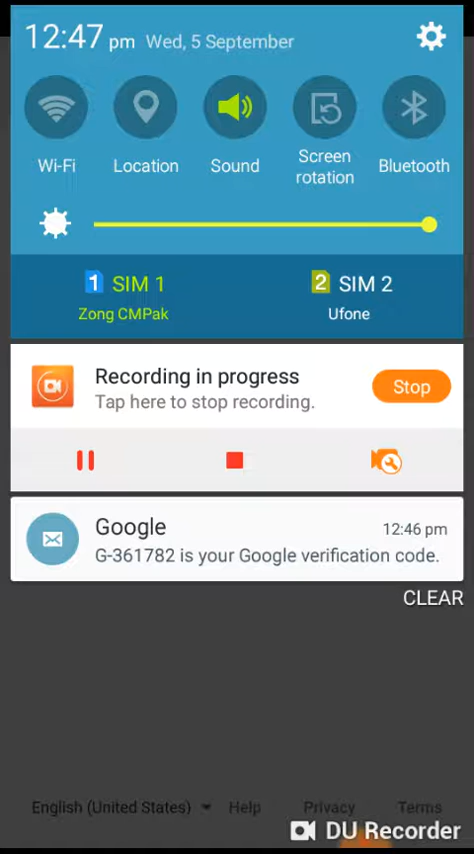 12:47 pm Wed, 5 September
Wi-Fi Location Sound Screen rotation Bluetooth
1 SIM 1 2 SIM 2
Zong CMPak Ufone
Recording in progress
Tap here to stop recording.
Stop
Google 12:46 pm
G-361782 is your Google verification code.
CLEAR
English (United States) Help Privacy Terms
DU Recorder